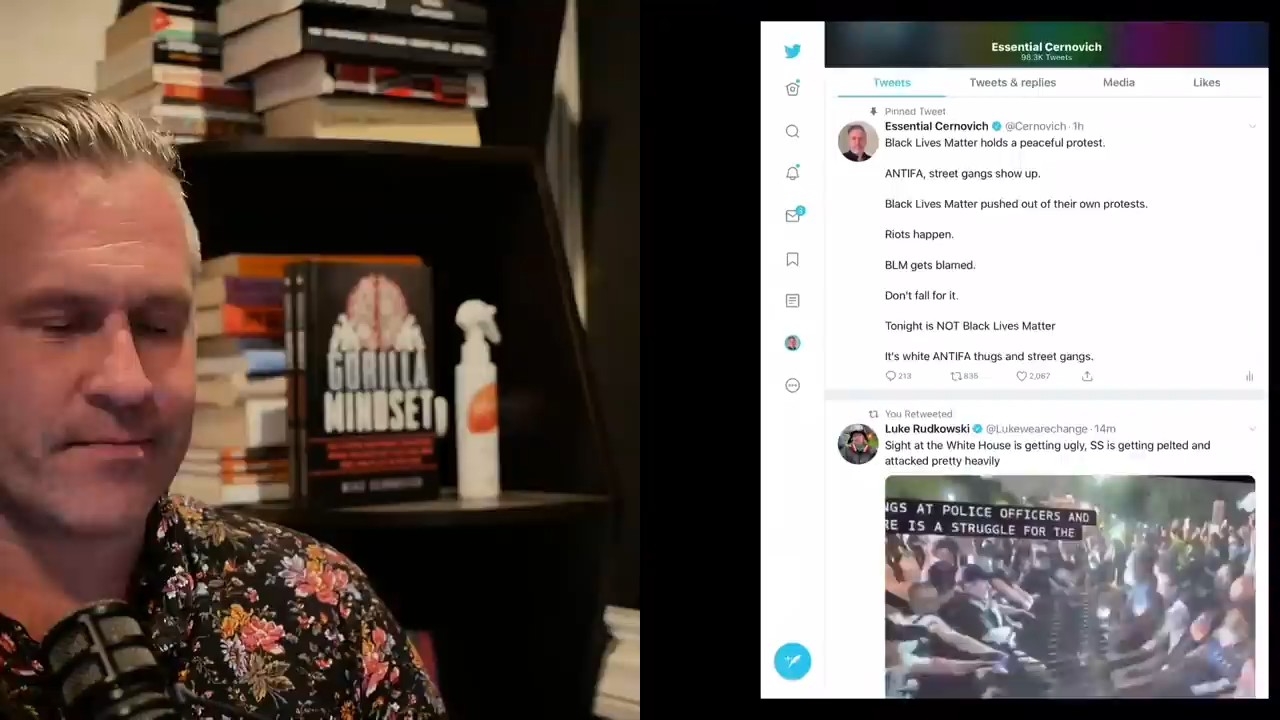 GORILLA
MINDSET
Essential Cernovich
98.3K Tweets
Tweets
Tweets & replies
Media
Likes
Pinned Tweet
Essential Cernovich @Cernovich · 1h
Black Lives Matter holds a peaceful protest.
ANTIFA, street gangs show up.
Black Lives Matter pushed out of their own protests.
Riots happen.
BLM gets blamed.
Don't fall for it.
Tonight is NOT Black Lives Matter
It's white ANTIFA thugs and street gangs.
213
835
2,067
You Retweeted
Luke Rudkowski @Lukewearechange · 14m
Sight at the White House is getting ugly, SS is getting pelted and
attacked pretty heavily
NGS AT POLICE OFFICERS AND
RE IS A STRUGGLE FOR THE